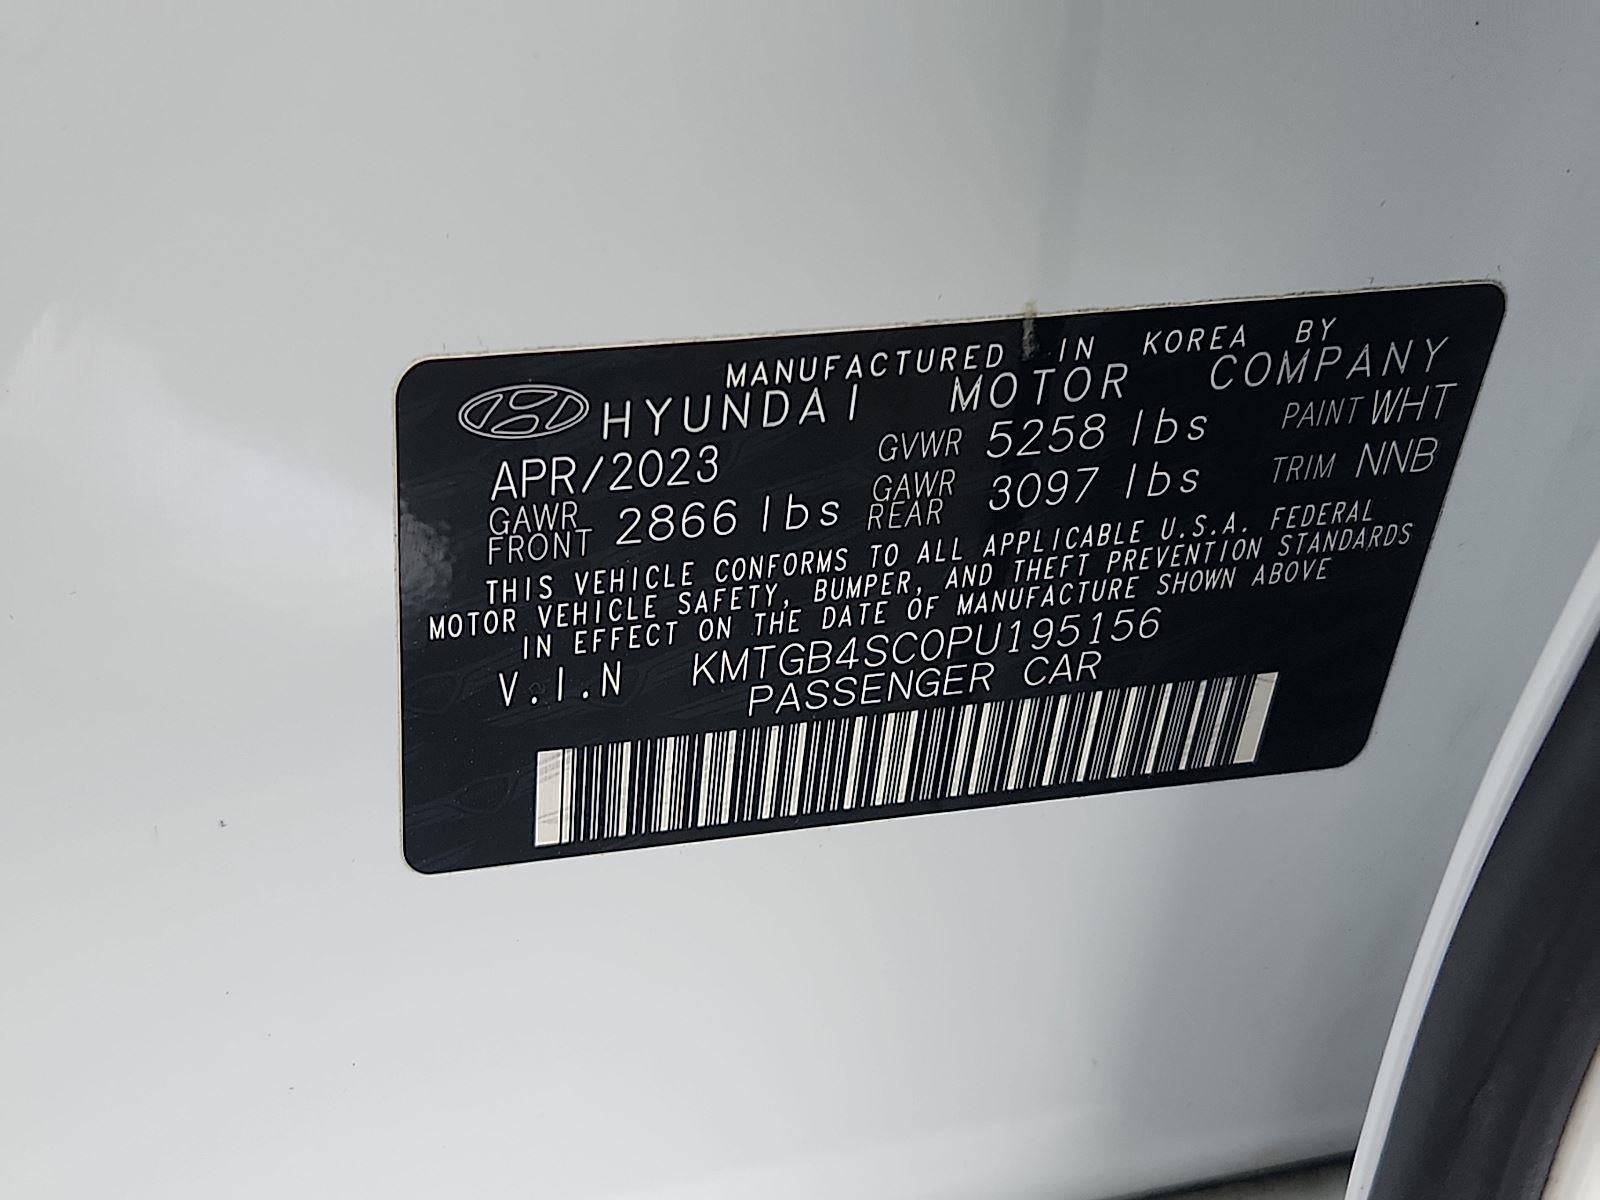 MANUFACTURED IN KOREA BY
HYUNDAI MOTOR COMPANY
APR/2023 GVWR 5258 lbs PAINT WHT
GAWR FRONT 2866 lbs GAWR REAR 3097 lbs TRIM NNB
THIS VEHICLE CONFORMS TO ALL APPLICABLE U.S.A. FEDERAL
MOTOR VEHICLE SAFETY, BUMPER, AND THEFT PREVENTION STANDARDS
IN EFFECT ON THE DATE OF MANUFACTURE SHOWN ABOVE
V.I.N KMTGB4SC0PU195156
PASSENGER CAR